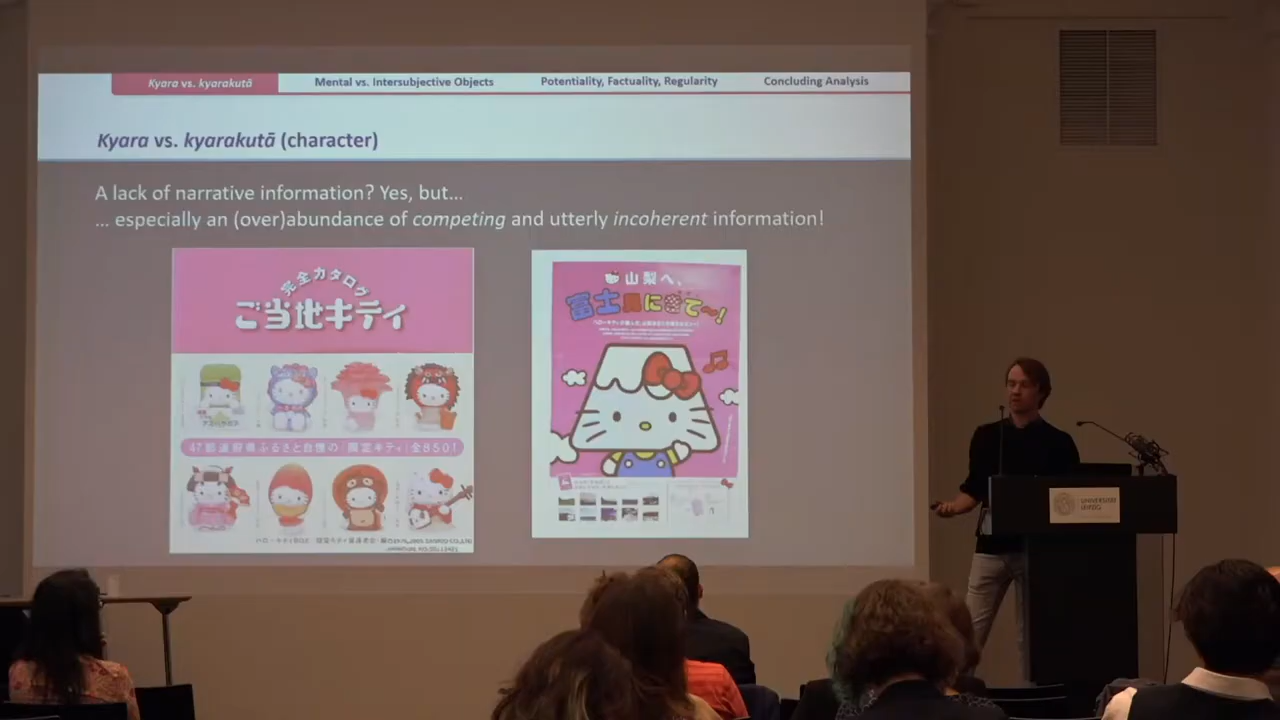 Kyara vs. kyarakutā
Mental vs. Intersubjective Objects
Potentiality, Factuality, Regularity
Concluding Analysis
Kyara vs. kyarakutā (character)
A lack of narrative information? Yes, but...
... especially an (over)abundance of competing and utterly incoherent information!
完全カタログ
ご当地キティ
47都道府県ふるさと自慢の「限定キティ」全850!
山梨へ、
富士見にきて〜!
UNIVERSITÄT
LEIPZIG